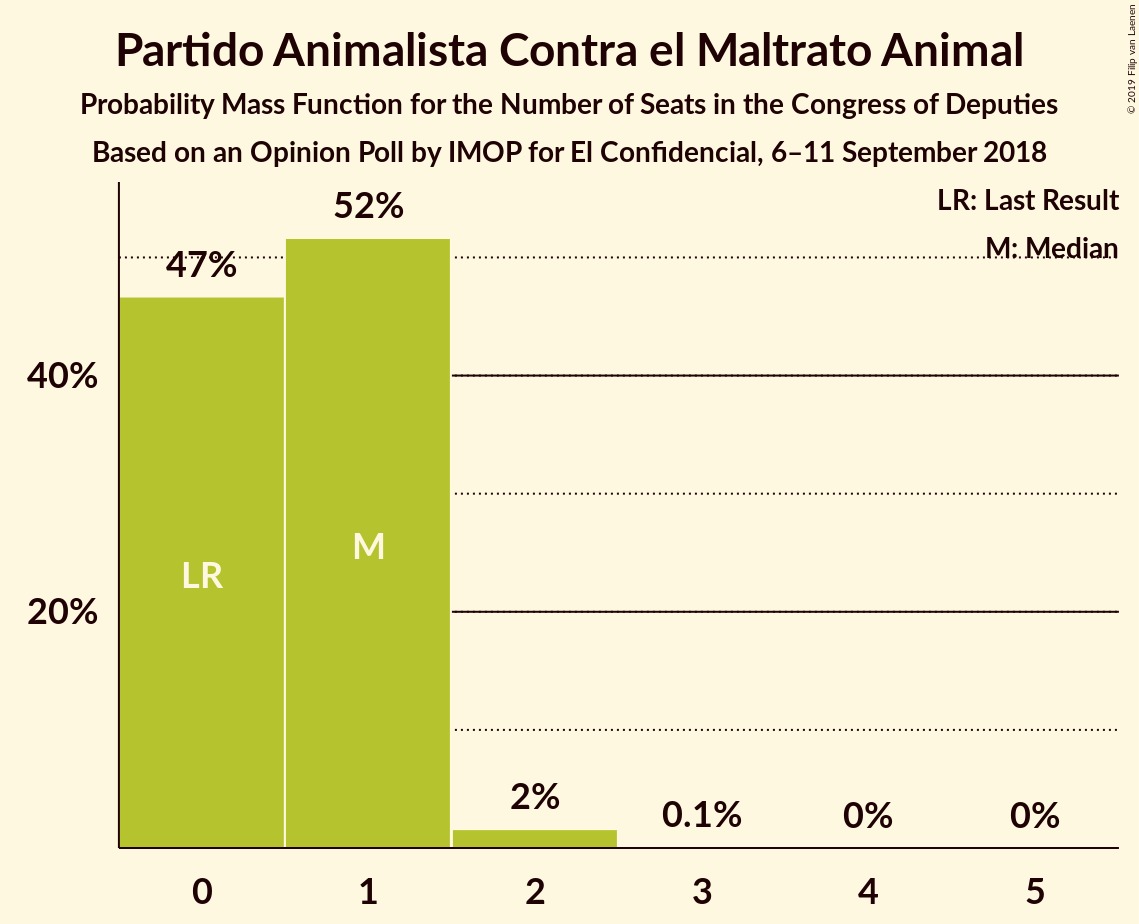 Partido Animalista Contra el Maltrato Animal
Probability Mass Function for the Number of Seats in the Congress of Deputies
Based on an Opinion Poll by IMOP for El Confidencial, 6–11 September 2018
© 2019 Filip van Laenen
LR: Last Result
M: Median
52%
47%
40%
20%
LR
M
2%
0.1%
0%
0%
0
1
2
3
4
5